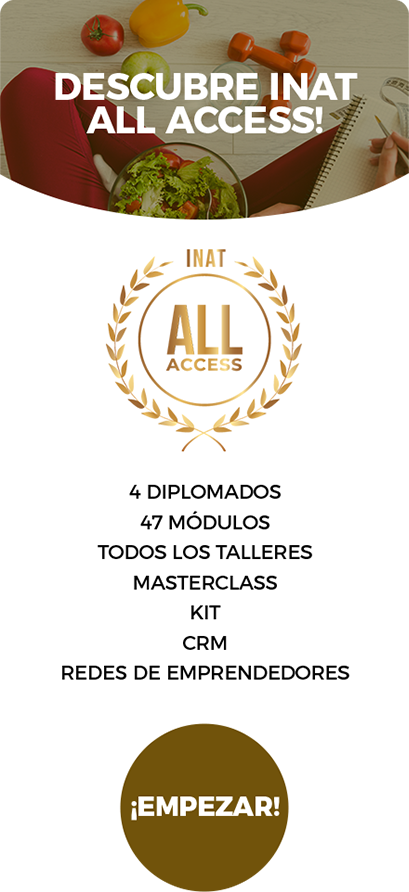 DESCUBRE INAT
ALL ACCESS!
INAT
ALL
ACCESS
4 DIPLOMADOS
47 MÓDULOS
TODOS LOS TALLERES
MASTERCLASS
KIT
CRM
REDES DE EMPRENDEDORES
¡EMPEZAR!